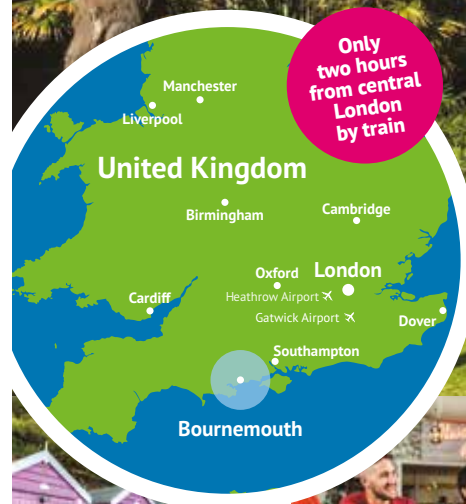 Only
two hours
from central
London
by train
Manchester
Liverpool
United Kingdom
Birmingham
Cambridge
Oxford
London
Heathrow Airport
Cardiff
Gatwick Airport
Dover
Southampton
Bournemouth